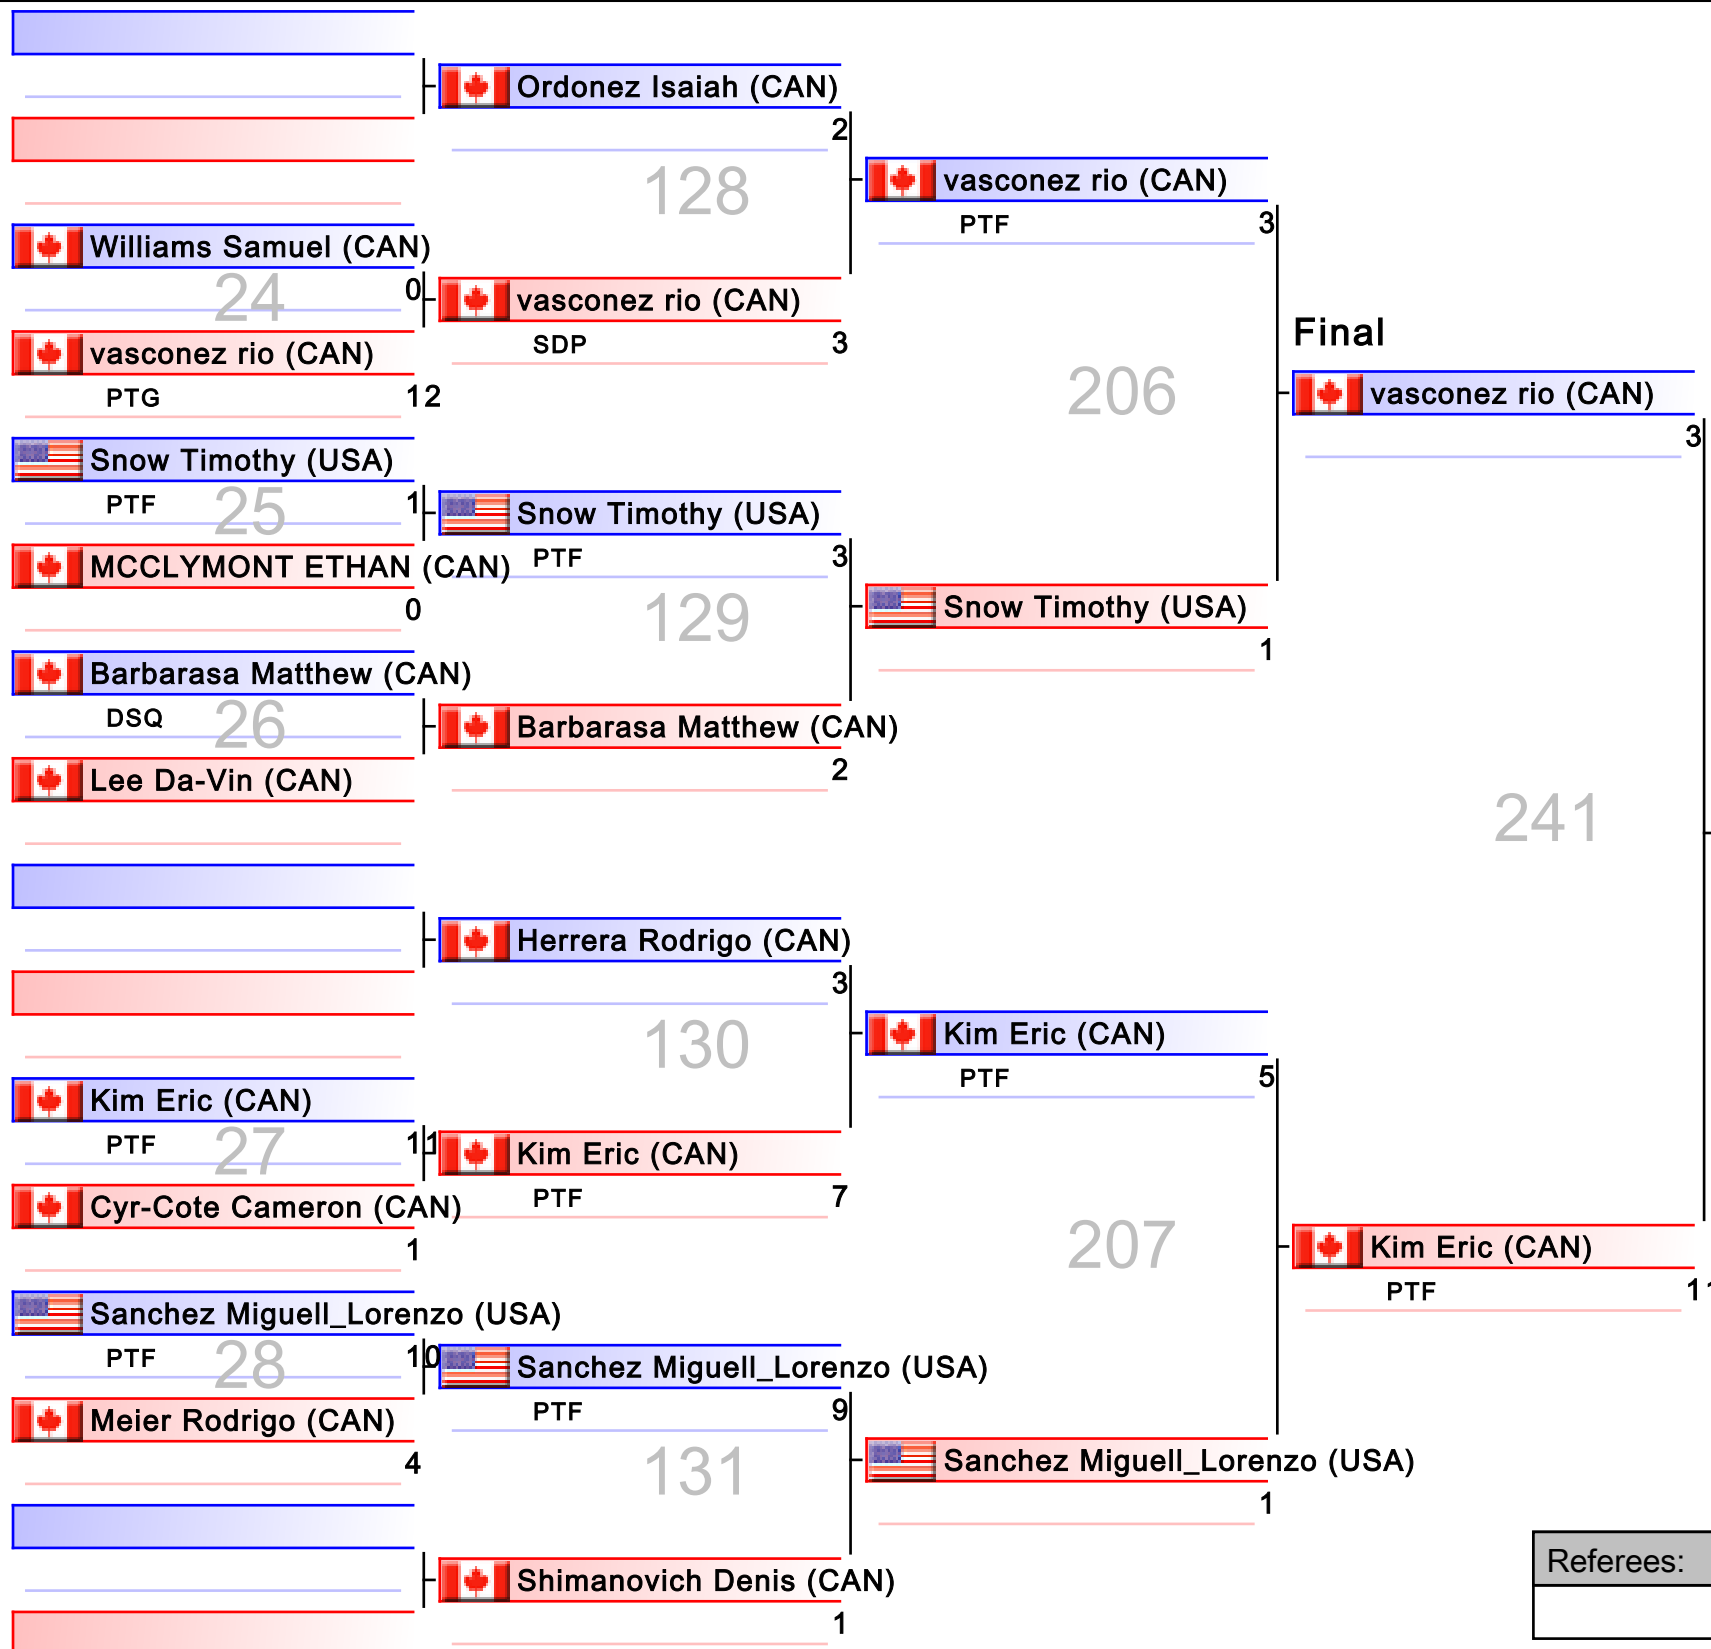 Ordonez Isaiah (CAN)
2
128
vasconez rio (CAN)
PTF 3
Williams Samuel (CAN)
24 0
vasconez rio (CAN)
SDP 3
vasconez rio (CAN)
PTG 12
206
Final
vasconez rio (CAN)
3
Snow Timothy (USA)
PTF 25 1
Snow Timothy (USA)
PTF 3
MCCLYMONT ETHAN (CAN)
0
129
Snow Timothy (USA)
1
Barbarasa Matthew (CAN)
DSQ 26
Barbarasa Matthew (CAN)
2
Lee Da-Vin (CAN)
241
Herrera Rodrigo (CAN)
3
130
Kim Eric (CAN)
PTF 5
Kim Eric (CAN)
PTF 27 11
Kim Eric (CAN)
PTF 7
Cyr-Cote Cameron (CAN)
1
207
Kim Eric (CAN)
PTF 11
Sanchez Miguell_Lorenzo (USA)
PTF 28 10
Sanchez Miguell_Lorenzo (USA)
PTF 9
Meier Rodrigo (CAN)
4
131
Sanchez Miguell_Lorenzo (USA)
1
Shimanovich Denis (CAN)
1
Referees: